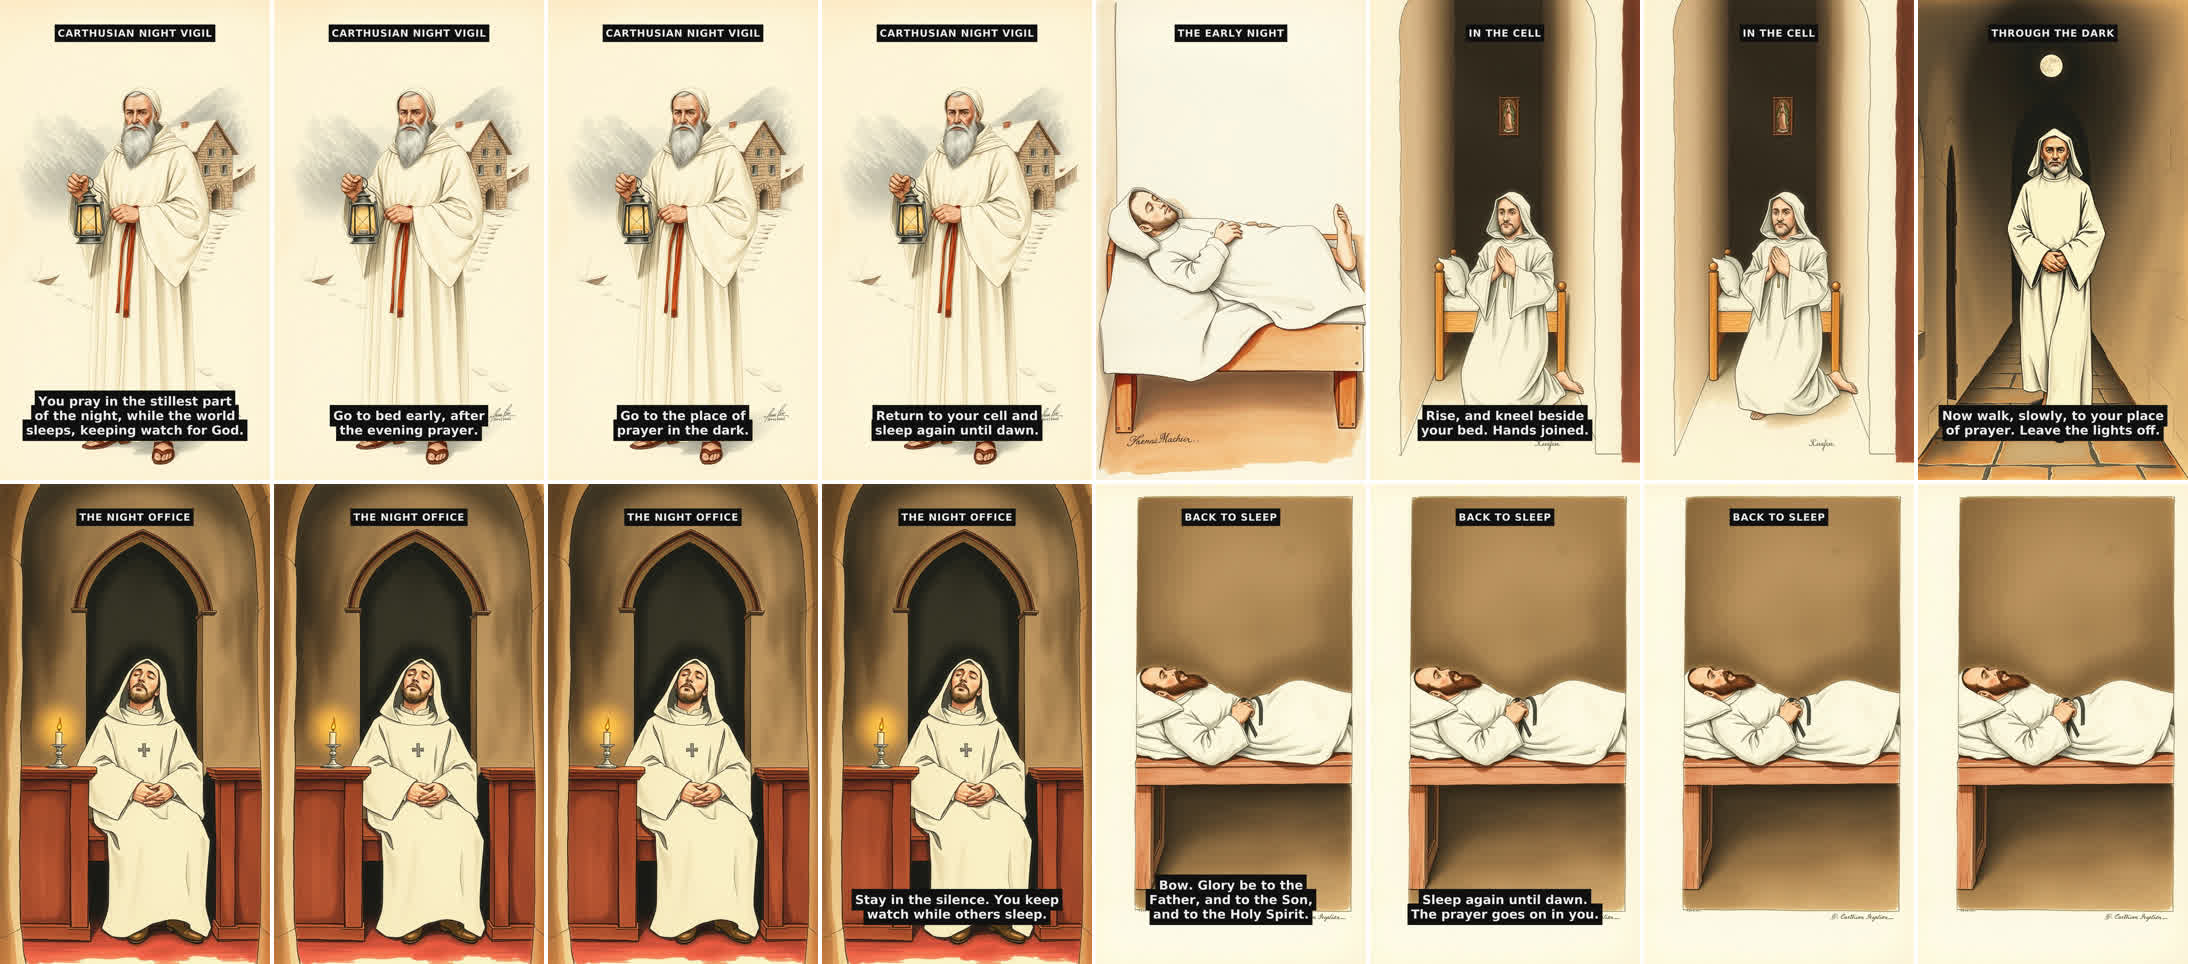 CARTHUSIAN NIGHT VIGIL
You pray in the stillest part
of the night, while the world
sleeps, keeping watch for God.
CARTHUSIAN NIGHT VIGIL
Go to bed early, after
the evening prayer.
CARTHUSIAN NIGHT VIGIL
Go to the place of
prayer in the dark.
CARTHUSIAN NIGHT VIGIL
Return to your cell and
sleep again until dawn.
THE EARLY NIGHT
IN THE CELL
Rise, and kneel beside
your bed. Hands joined.
IN THE CELL
THROUGH THE DARK
Now walk, slowly, to your place
of prayer. Leave the lights off.
THE NIGHT OFFICE
THE NIGHT OFFICE
THE NIGHT OFFICE
THE NIGHT OFFICE
Stay in the silence. You keep
watch while others sleep.
BACK TO SLEEP
Bow. Glory be to the
Father, and to the Son,
and to the Holy Spirit.
BACK TO SLEEP
Sleep again until dawn.
The prayer goes on in you.
BACK TO SLEEP